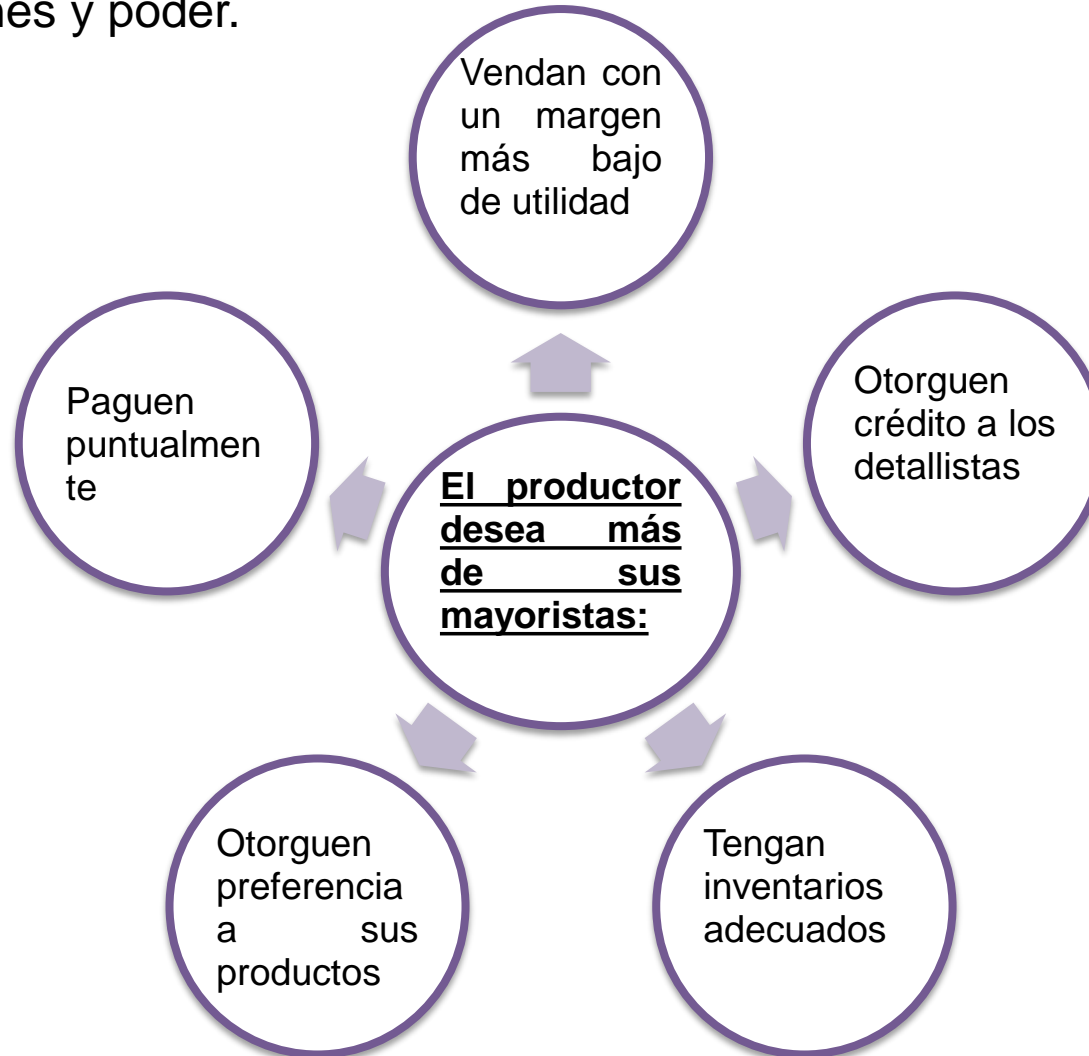 nes y poder.
Vendan con
un margen
más bajo
de utilidad
Paguen
puntualmen
te
Otorguen
crédito a los
detallistas
El productor
desea más
de sus
mayoristas:
Otorguen
preferencia
a sus
productos
Tengan
inventarios
adecuados